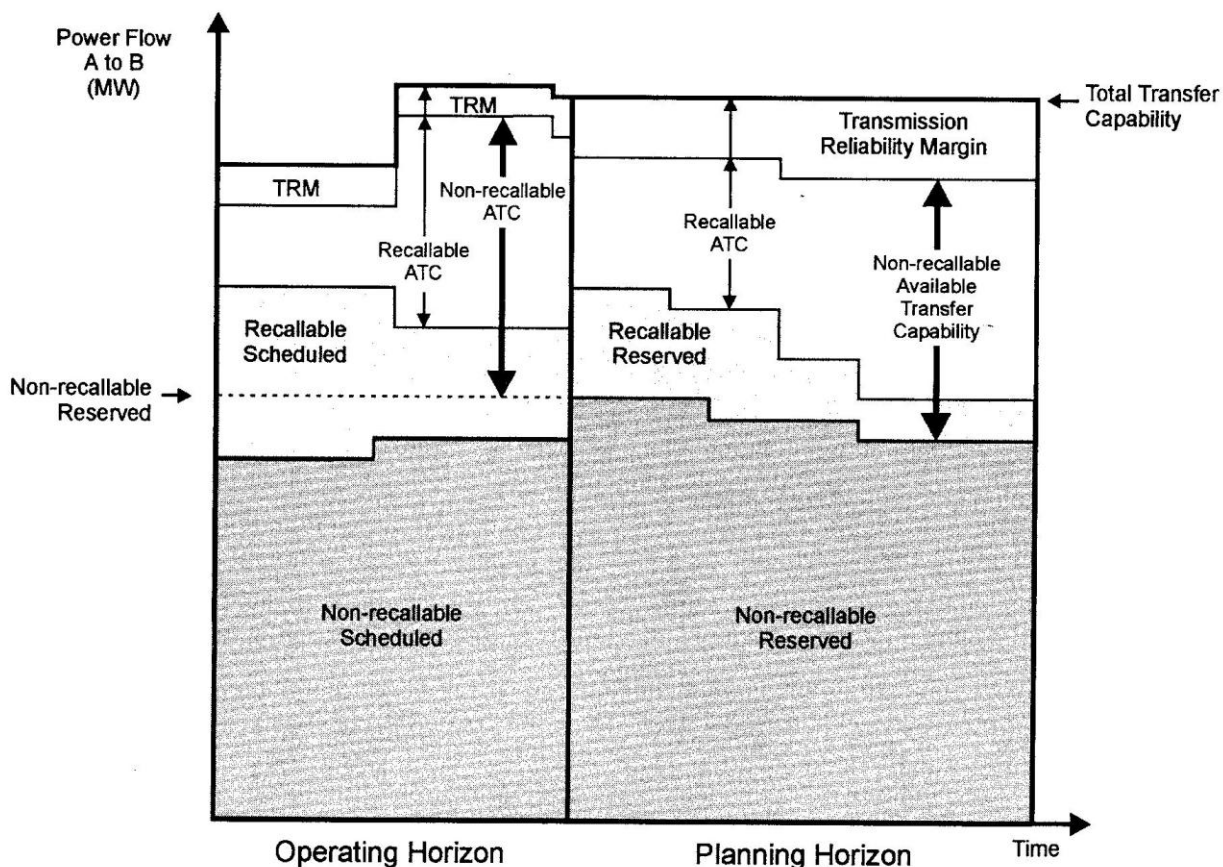 Power Flow
A to B
(MW)
TRM
TRM
Non-recallable
ATC
Recallable
ATC
Recallable
Scheduled
Non-recallable
Reserved
Non-recallable
Scheduled
Total Transfer
Capability
Transmission
Reliability Margin
Recallable
ATC
Non-recallable
Available
Transfer
Capability
Recallable
Reserved
Non-recallable
Reserved
Operating Horizon
Planning Horizon
Time